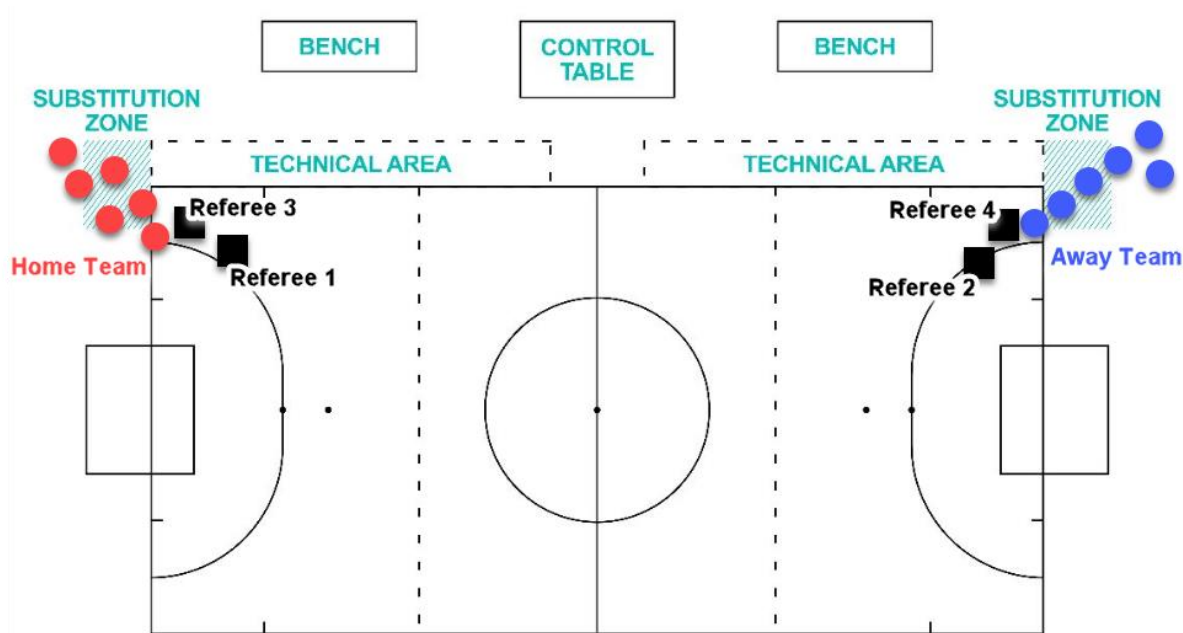 BENCH
CONTROL
TABLE
BENCH
SUBSTITUTION
ZONE
SUBSTITUTION
ZONE
TECHNICAL AREA
TECHNICAL AREA
Referee 3
Referee 4
Home Team
Referee 1
Referee 2
Away Team